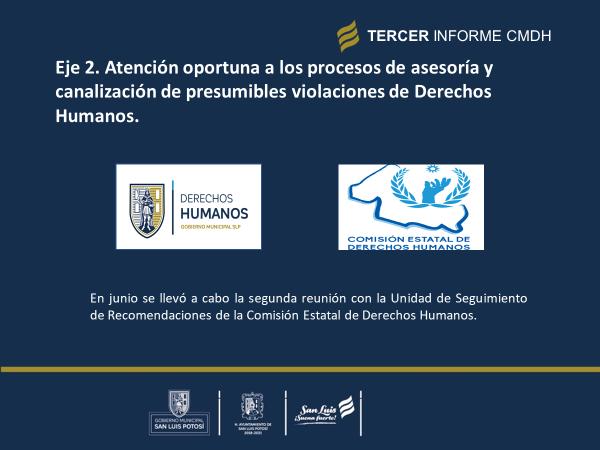 TERCER INFORME CMDH
Eje 2. Atención oportuna a los procesos de asesoría y
canalización de presumibles violaciones de Derechos
Humanos.
DERECHOS
HUMANOS
GOBIERNO MUNICIPAL SLP
COMISIÓN ESTATAL DE
DERECHOS HUMANOS
En junio se llevó a cabo la segunda reunión con la Unidad de Seguimiento
de Recomendaciones de la Comisión Estatal de Derechos Humanos.
GOBIERNO MUNICIPAL
SAN LUIS POTOSÍ
H. AYUNTAMIENTO DE
SAN LUIS POTOSÍ
2018-2021
San Luis
¡Suena fuerte!